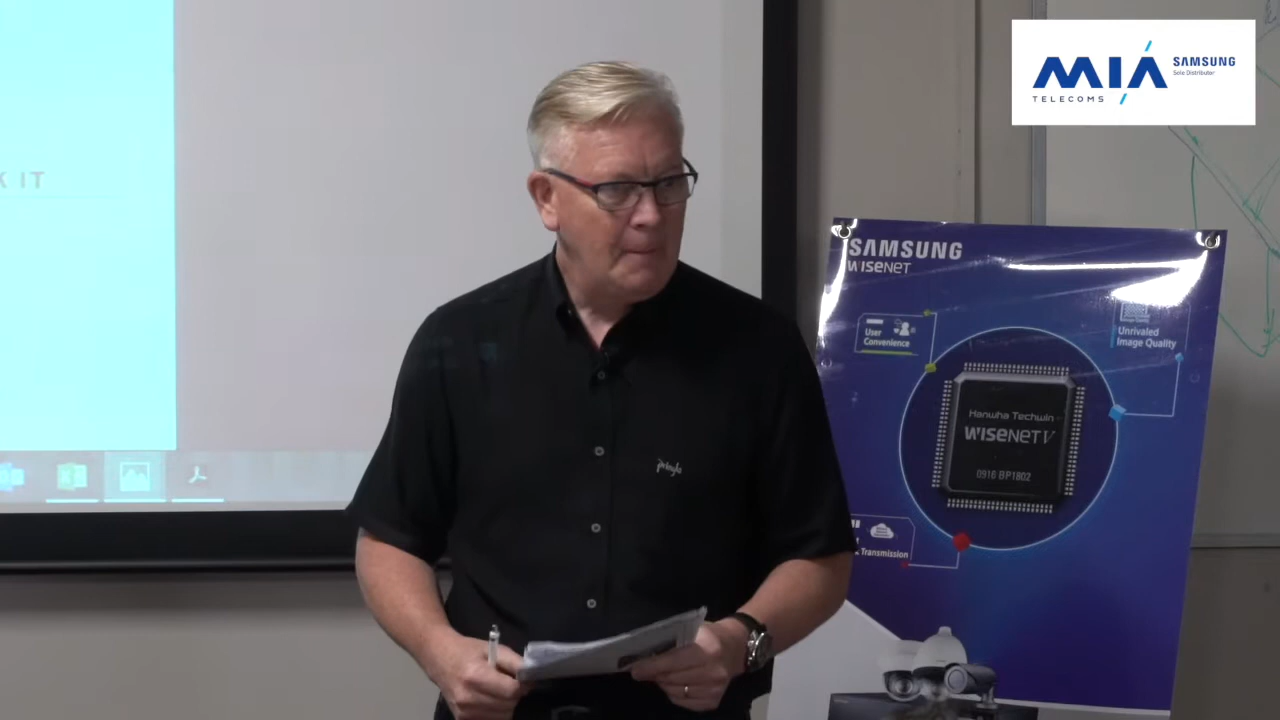 K IT
MIA
SAMSUNG
Sole Distributor
TELECOMS
SAMSUNG
WISENET
User
Convenience
Unrivaled
Image Quality
Hanwha Techwin
WISENET V
0916 BP1802
Transmission